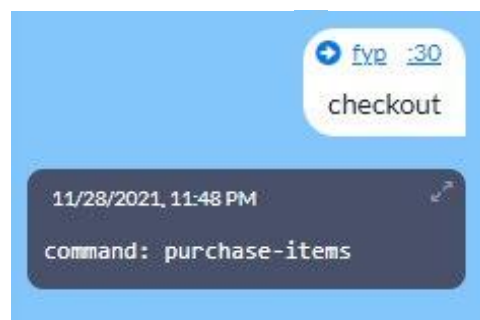 fyp :30
checkout
11/28/2021, 11:48 PM
command: purchase-items